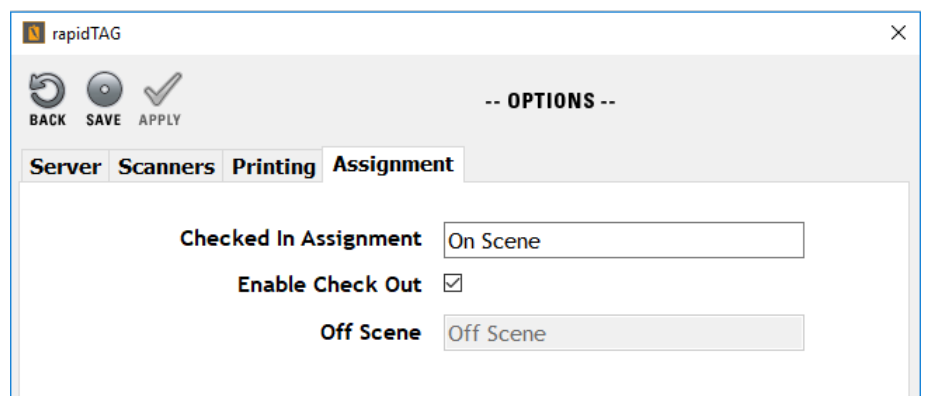 rapidTAG
-- OPTIONS --
BACK SAVE APPLY
Server Scanners Printing Assignment
Checked In Assignment On Scene
Enable Check Out
Off Scene Off Scene